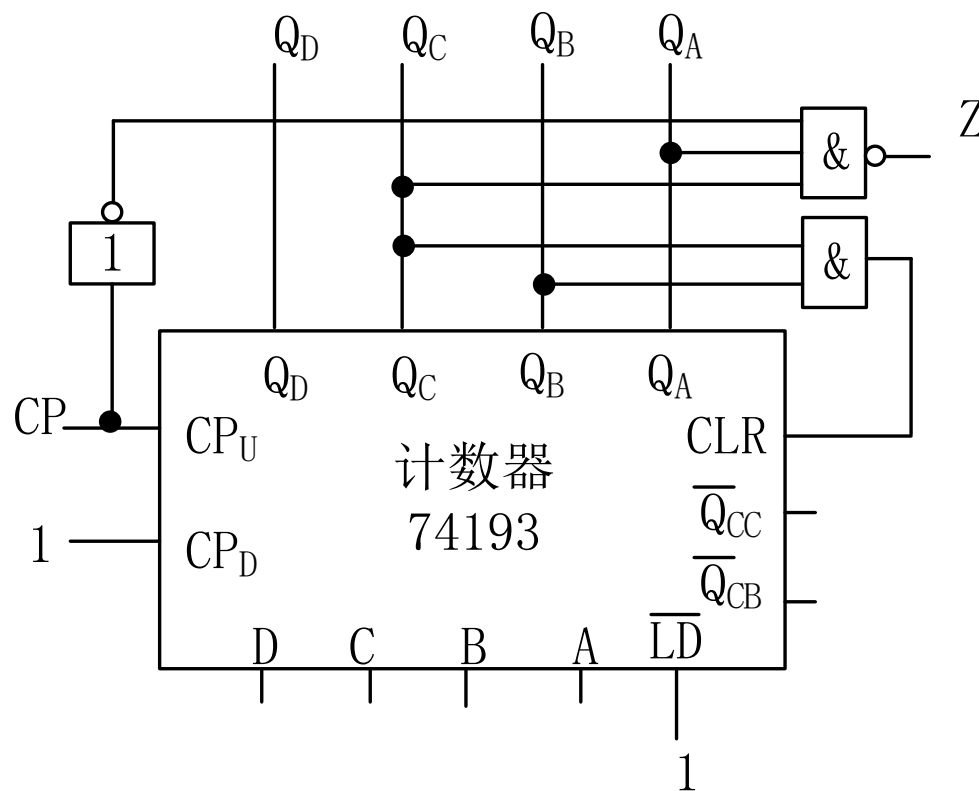 Q_D Q_C Q_B Q_A
Z
&
1
&
Q_D Q_C Q_B Q_A
CP
CP_U
CLR
计数器
Q̅_CC
74193
1
CP_D
Q̅_CB
D C B A L̅D̅
1